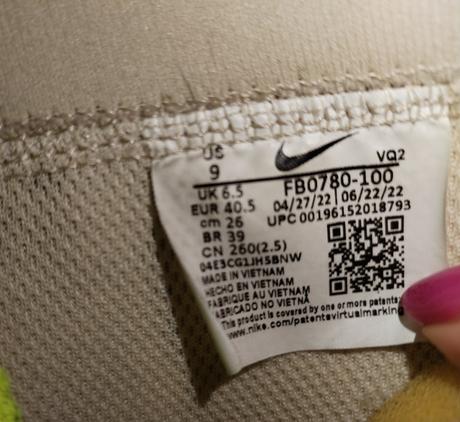 US
9
VQ2
FB0780-100
UK 6.5
04/27/22 | 06/22/22
EUR 40.5
UPC 00196152018793
cm 26
BR 39
CN 260(2.5)
MADE IN VIETNAM
HECHO EN VIETNAM
FABRIQUE AU VIETNAM
FABRICADO NO VIETNÃ
This product is covered by one or more patents
www.nike.com/patentsvirtualmarking